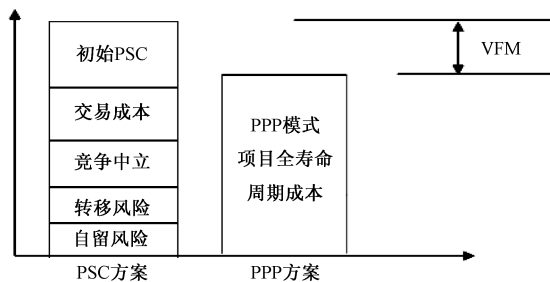 初始PSC
交易成本
竞争中立
转移风险
自留风险
PSC方案
PPP模式
项目全寿命
周期成本
PPP方案
VFM